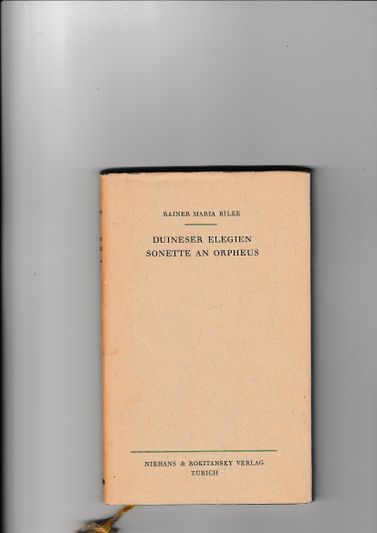 RAINER MARIA RILKE
DUINESER ELEGIEN
SONETTE AN ORPHEUS
NIEHANS & ROKITANSKY VERLAG
ZÜRICH